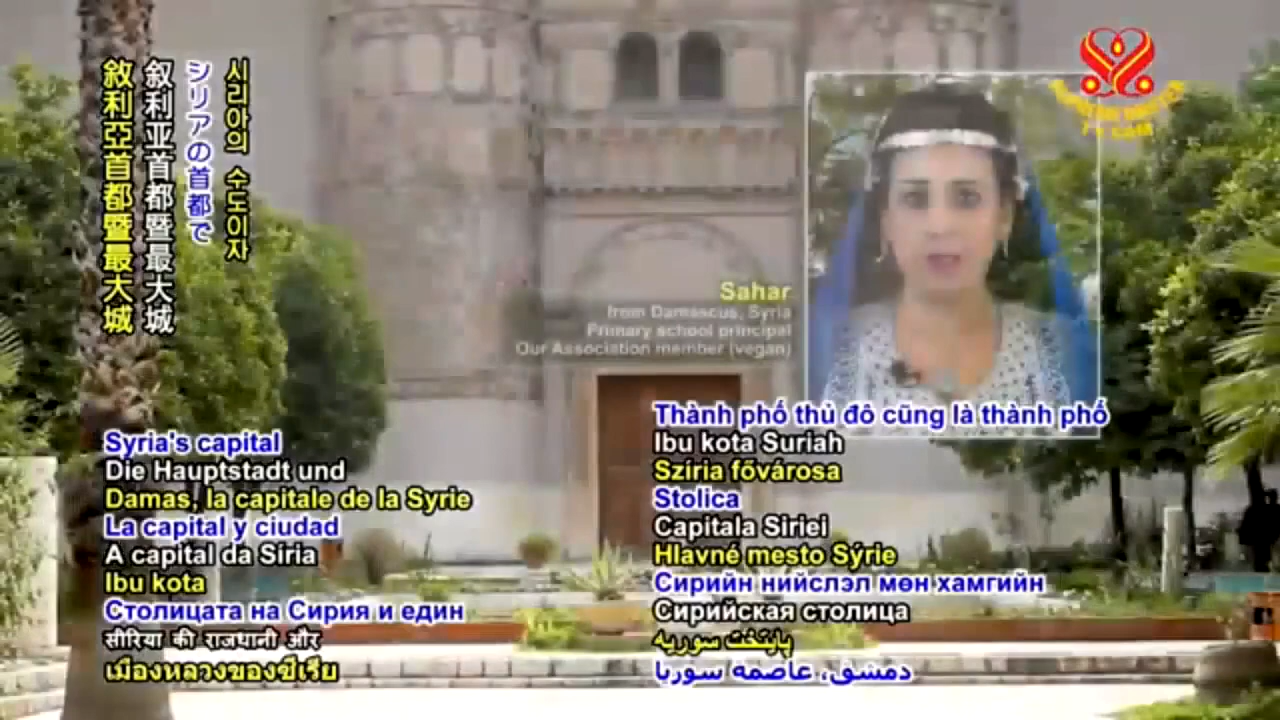 시리아의 수도이자
シリアの首都で
叙利亚首都暨最大城
敘利亞首都暨最大城
Sahar
from Damascus, Syria
Primary school principal
Our Association member (vegan)
Syria's capital
Die Hauptstadt und
Damas, la capitale de la Syrie
La capital y ciudad
A capital da Síria
Ibu kota
Столицата на Сирия и един
सीरिया की राजधानी और
เมืองหลวงของซีเรีย
Thành phố thủ đô cũng là thành phố
Ibu kota Suriah
Szíria fővárosa
Stolica
Capitala Siriei
Hlavné mesto Sýrie
Сирийн нийслэл мөн хамгийн
Сирийская столица
پایتخت سوریه
دمشق، عاصمة سوريا